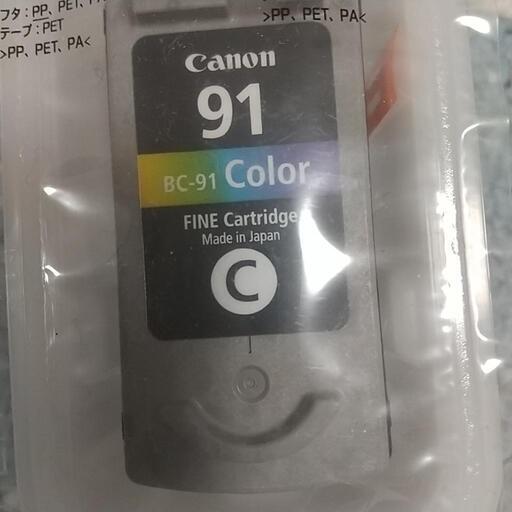 フタ：PP、PET、PA
テープ：PET
>PP、PET、PA<
>PP、PET、PA<
Canon
91
BC-91 Color
FINE Cartridge
Made in Japan
C